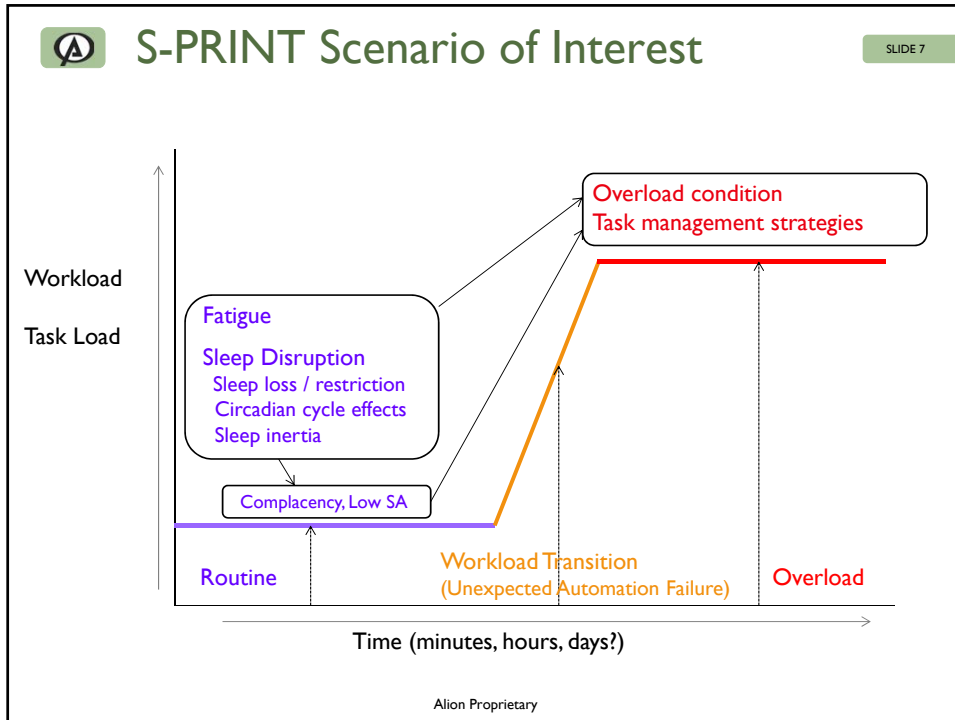 S-PRINT Scenario of Interest
SLIDE 7
Overload condition
Task management strategies
Workload
Task Load
Fatigue
Sleep Disruption
Sleep loss / restriction
Circadian cycle effects
Sleep inertia
Complacency, Low SA
Routine
Workload Transition
(Unexpected Automation Failure)
Overload
Time (minutes, hours, days?)
Alion Proprietary